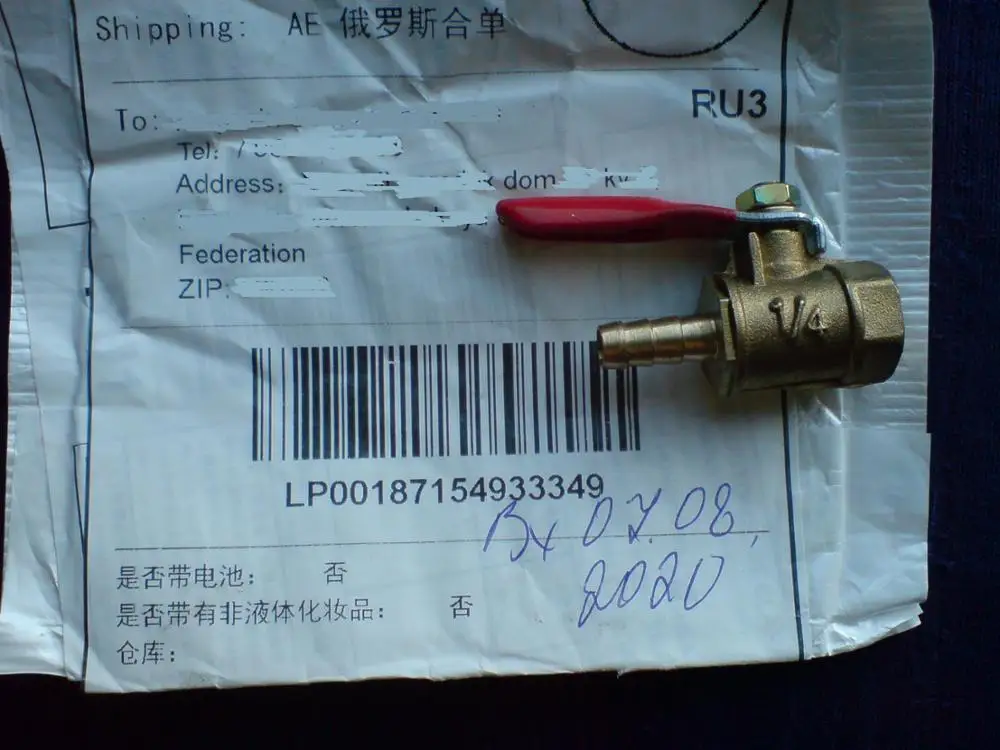 Shipping: AE 俄罗斯合单
RU3
To:
Tel:
Address: dom kv
Federation
ZIP:
1/4
LP00187154933349
Вх 07.08.
2020
是否带电池: 否
是否带有非液体化妆品: 否
仓库: